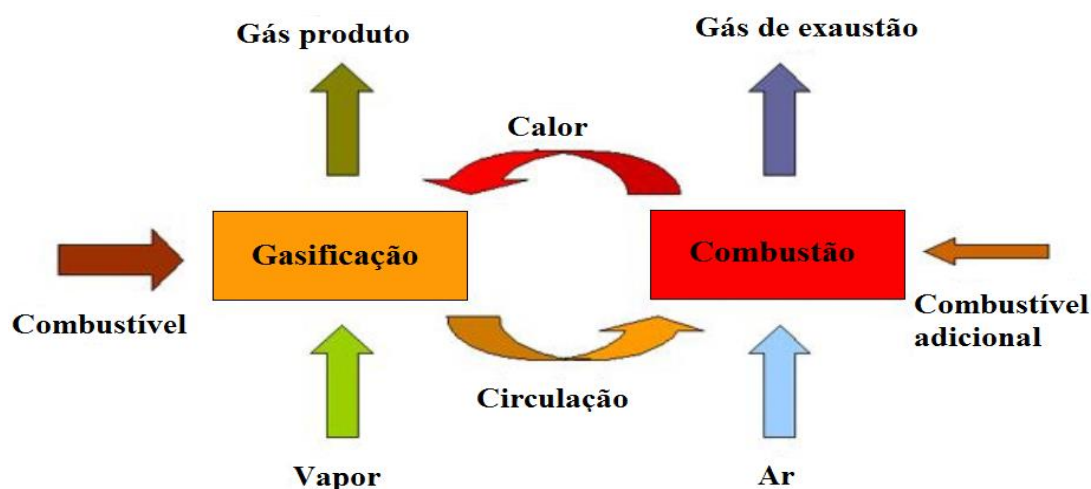 Gás produto
Gás de exaustão
Calor
Gasificação
Combustão
Combustível
Combustível
adicional
Circulação
Vapor
Ar